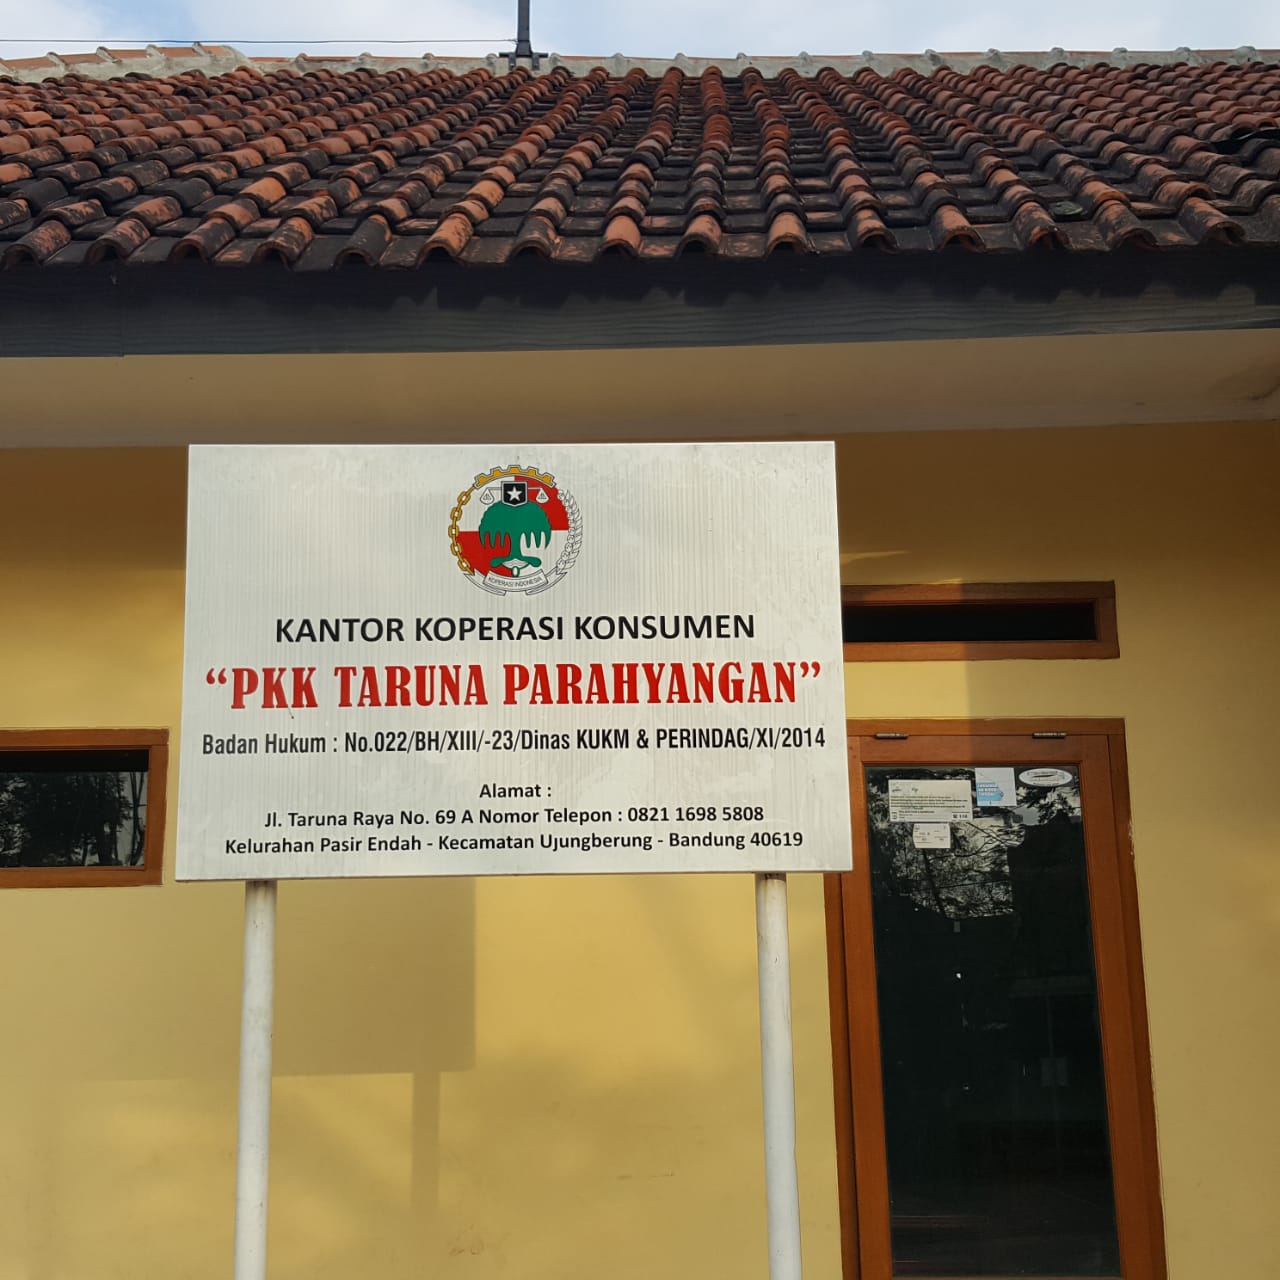 KOPERASI INDONESIA
KANTOR KOPERASI KONSUMEN
“PKK TARUNA PARAHYANGAN”
Badan Hukum : No.022/BH/XIII/-23/Dinas KUKM & PERINDAG/XI/2014
Alamat :
Jl. Taruna Raya No. 69 A Nomor Telepon : 0821 1698 5808
Kelurahan Pasir Endah - Kecamatan Ujungberung - Bandung 40619